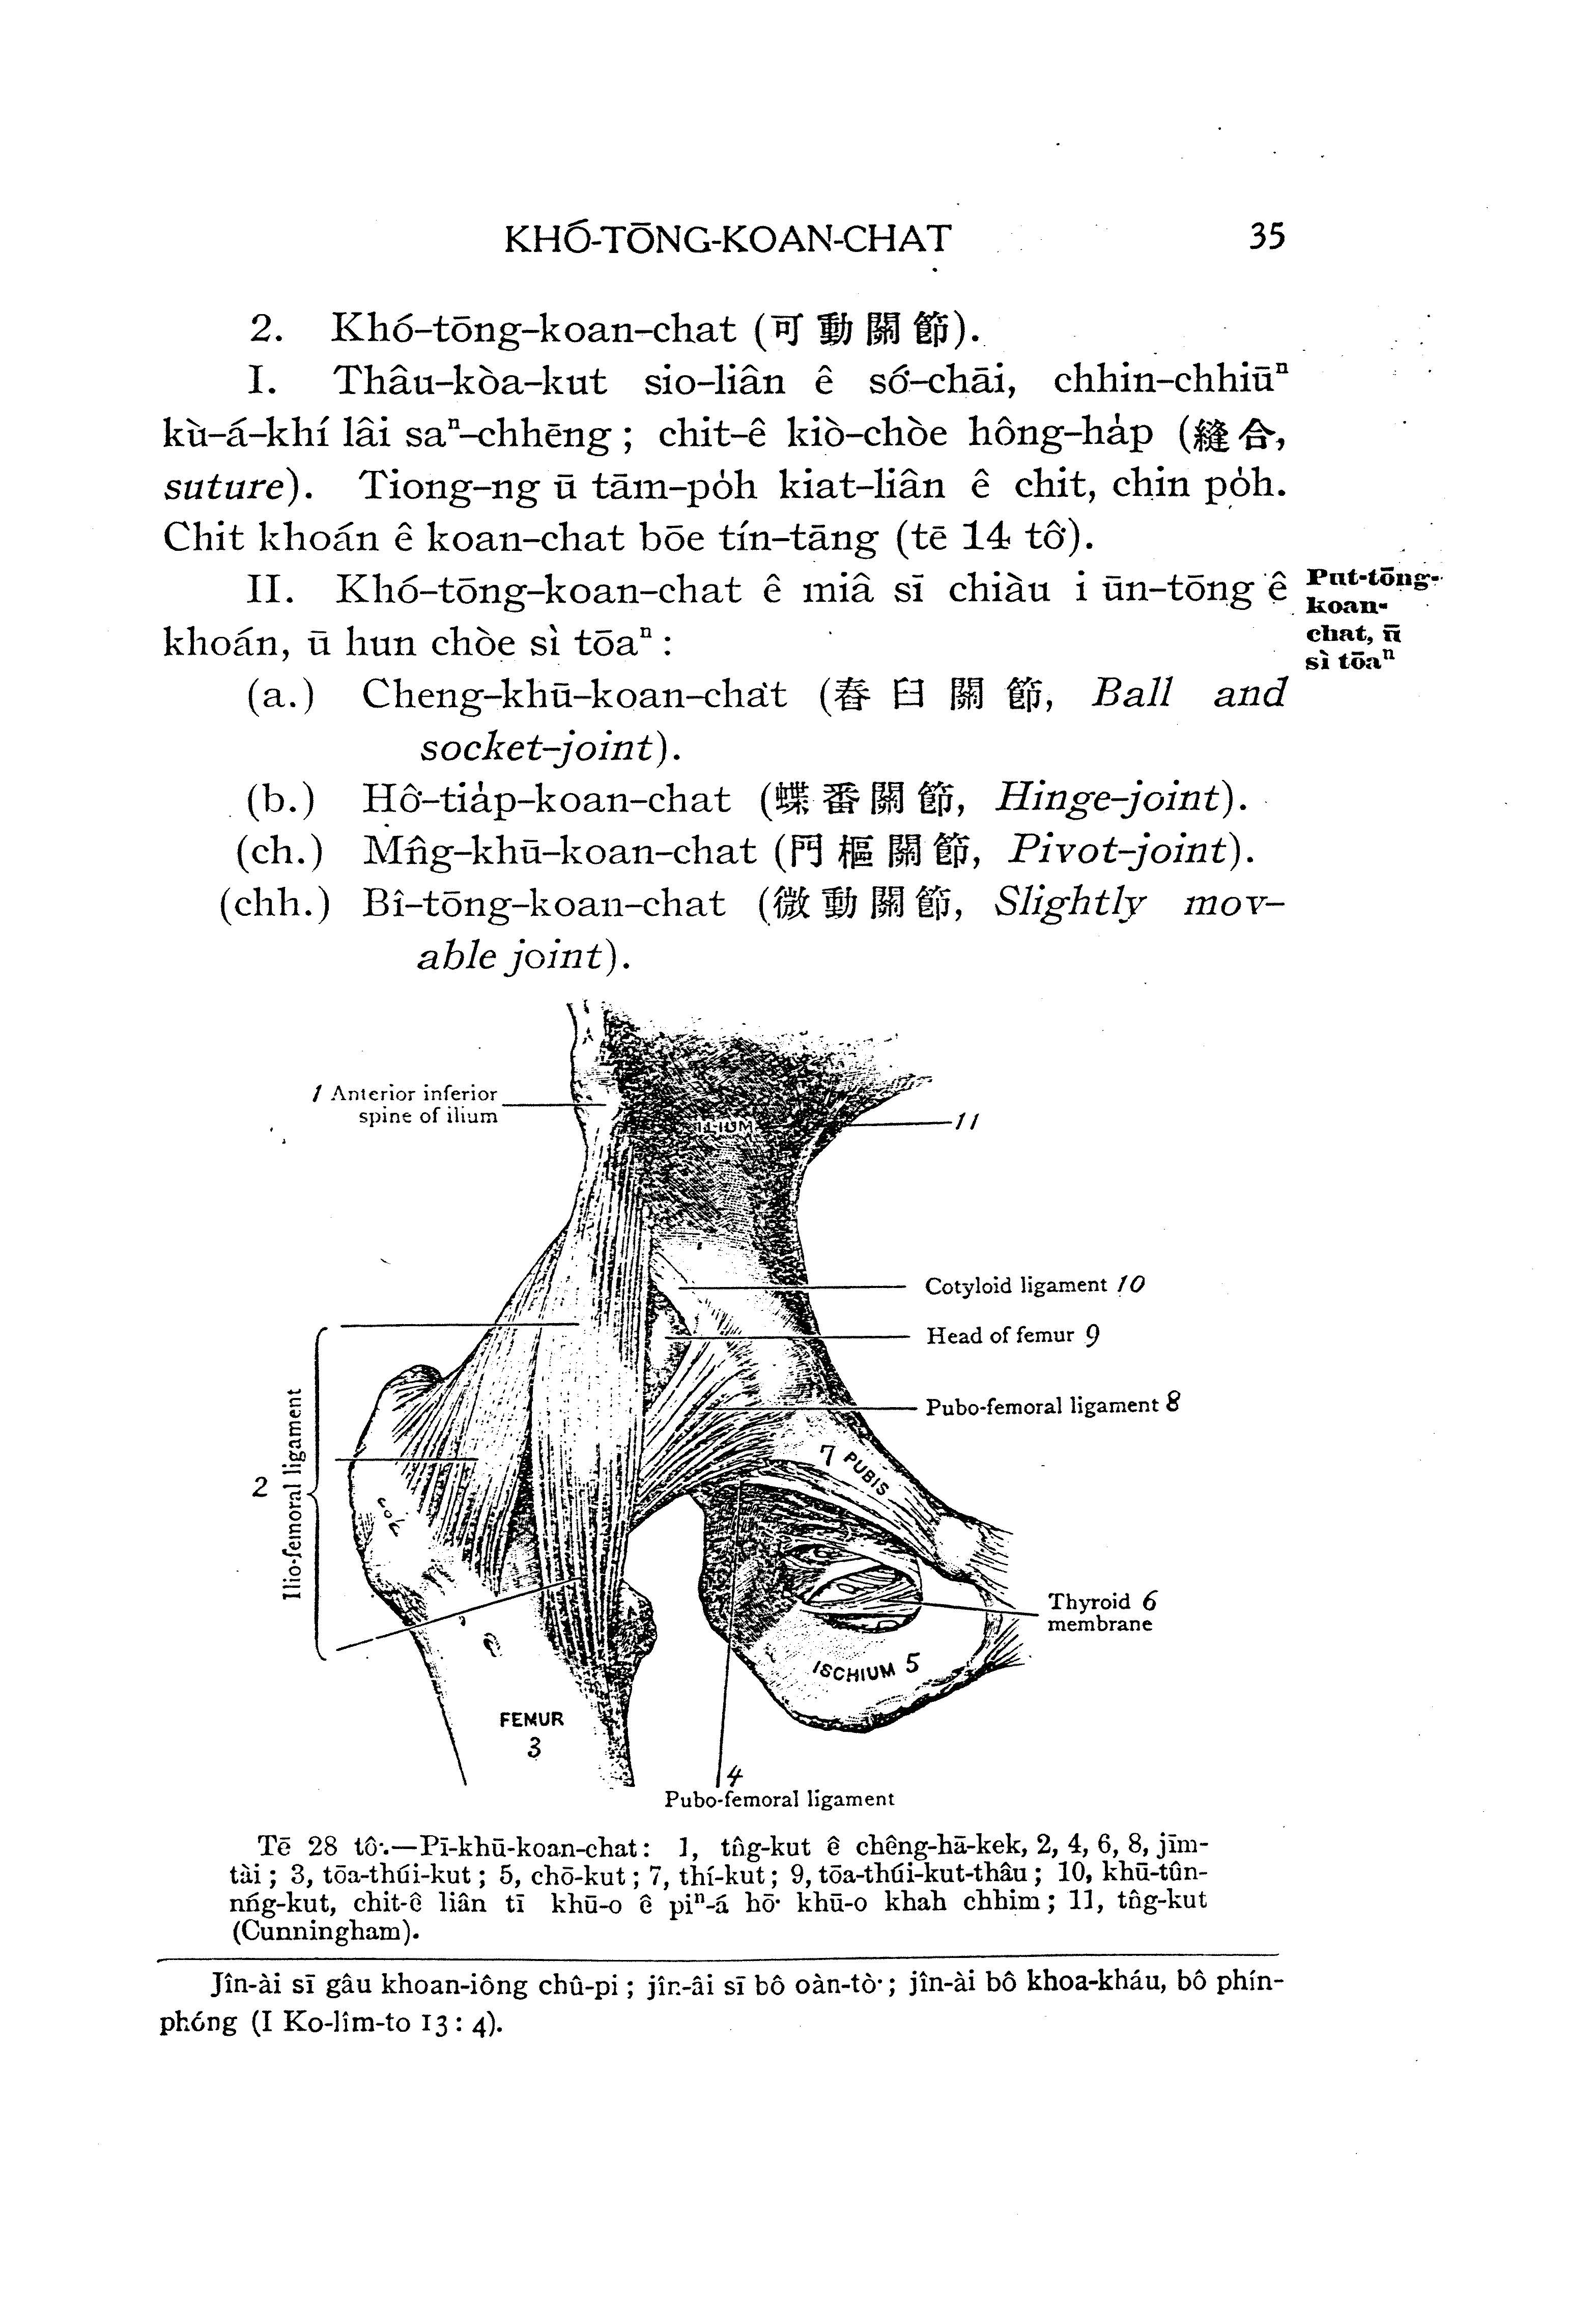 KHÓ-TŌNG-KOAN-CHAT 35
2. Khó-tōng-koan-chat (可動關節).
I. Thâu-kòa-kut sio-liân ê só͘-chāi, chhin-chhiūⁿ
kù-á-khí lâi saⁿ-chhēng; chit-ê kiò-chòe hông-ha̍p (縫合,
suture). Tiong-ng ū tām-po̍h kiat-liân ê chit, chin po̍h.
Chit khoán ê koan-chat bōe tín-tāng (tē 14 tô͘).
II. Khó-tōng-koan-chat ê miâ sī chiàu i ūn-tōng ê
khoán, ū hun chòe sì tōaⁿ:
Put-tōng-
koan-
chat, ū
sì tōaⁿ
(a.) Cheng-khū-koan-chat (舂臼關節, Ball and
socket-joint).
(b.) Hô͘-tia̍p-koan-chat (蝶番關節, Hinge-joint).
(ch.) Mn̂g-khū-koan-chat (門樞關節, Pivot-joint).
(chh.) Bî-tōng-koan-chat (微動關節, Slightly mov-
able joint).
1 Anterior inferior
spine of ilium
ILIUM
11
Cotyloid ligament 10
Head of femur 9
Pubo-femoral ligament 8
2 Ilio-femoral ligament
7 PUBIS
Thyroid 6
membrane
ISCHIUM 5
FEMUR
3
4
Pubo-femoral ligament
Tē 28 tô͘.—Pī-khū-koan-chat: 1, tn̂g-kut ê chêng-hā-kek, 2, 4, 6, 8, jīm-
tài; 3, tōa-thúi-kut; 5, chō-kut; 7, thí-kut; 9, tōa-thúi-kut-thâu; 10, khū-tûn-
nńg-kut, chit-ê liân tī khū-o ê piⁿ-á hō͘ khū-o khah chhim; 11, tn̂g-kut
(Cunningham).
Jîn-ài sī gâu khoan-iông chû-pi; jîn-âi sī bô oàn-tò͘; jîn-ài bô khoa-kháu, bô phín-
phóng (I Ko-lîm-to 13:4).